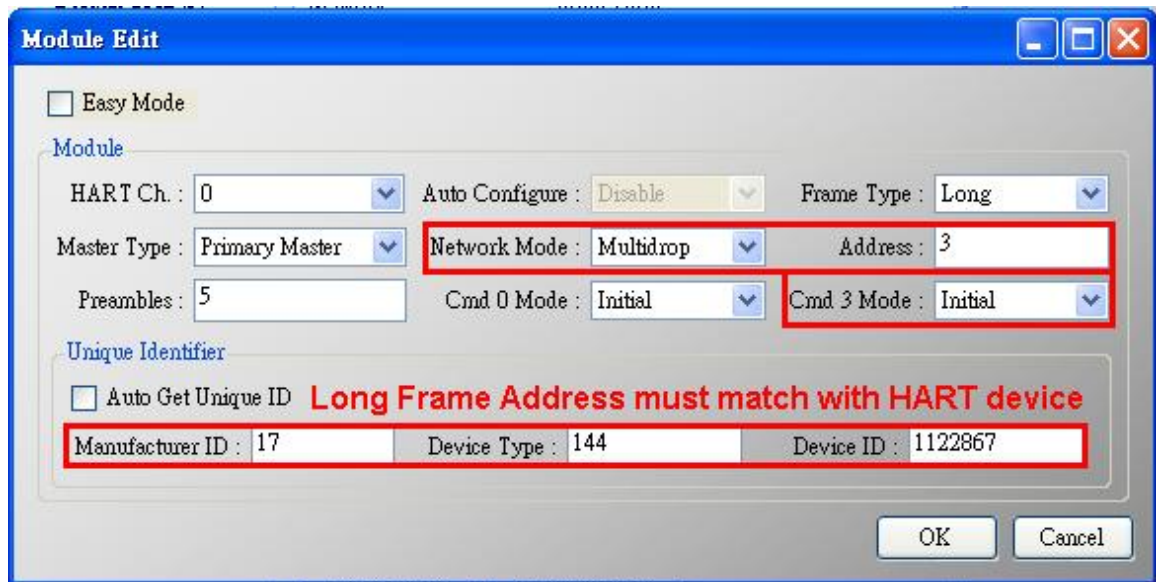 Module Edit
Easy Mode
Module
HART Ch. : 0 Auto Configure : Disable Frame Type : Long
Master Type : Primary Master Network Mode : Multidrop Address : 3
Preambles : 5 Cmd 0 Mode : Initial Cmd 3 Mode : Initial
Unique Identifier
Auto Get Unique ID Long Frame Address must match with HART device
Manufacturer ID : 17 Device Type : 144 Device ID : 1122867
OK Cancel